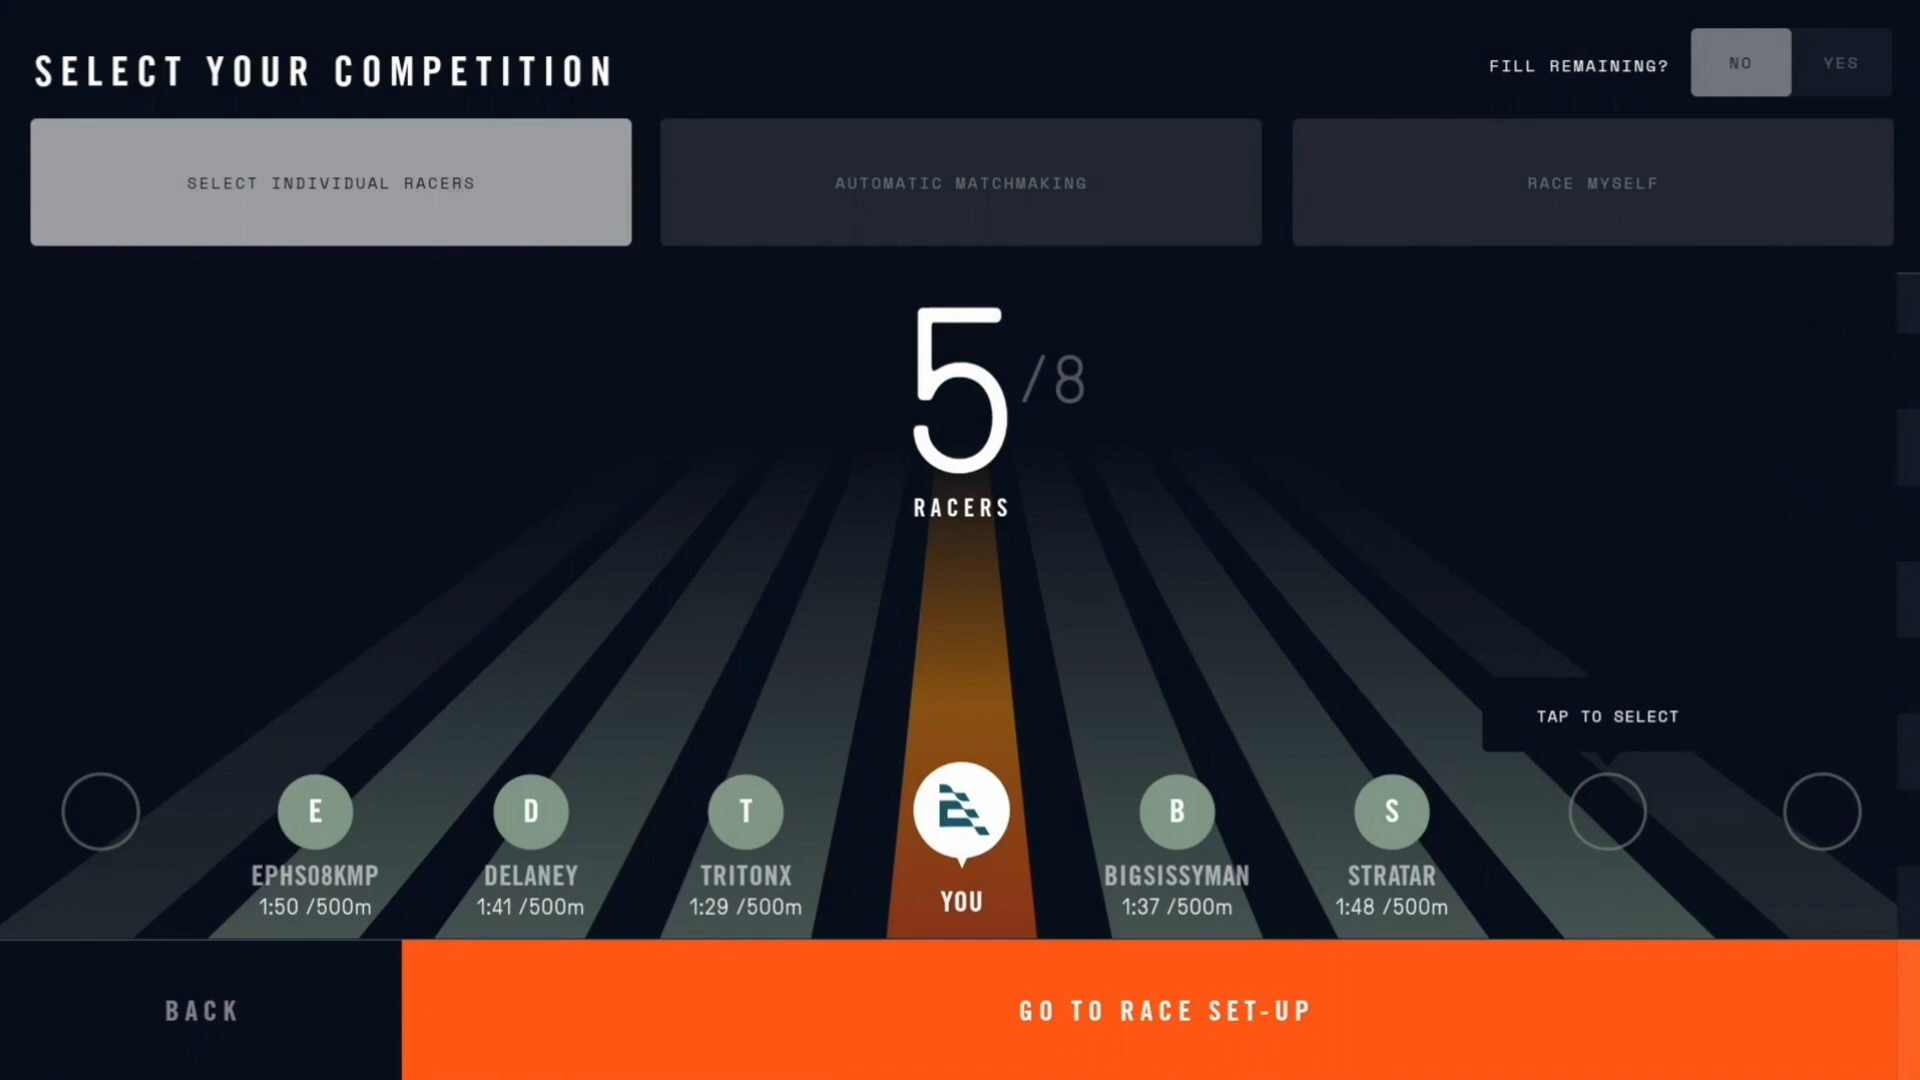 SELECT YOUR COMPETITION
FILL REMAINING?
NO
YES
SELECT INDIVIDUAL RACERS
AUTOMATIC MATCHMAKING
RACE MYSELF
5/8
RACERS
TAP TO SELECT
E
D
T
B
S
EPHS08KMP
DELANEY
TRITONX
YOU
BIGSISSYMAN
STRATAR
1:50 /500m
1:41 /500m
1:29 /500m
1:37 /500m
1:48 /500m
BACK
GO TO RACE SET-UP